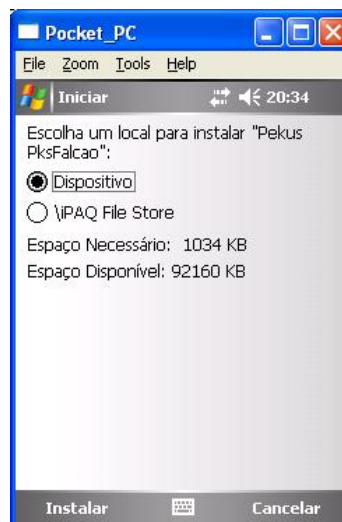 Pocket_PC
File Zoom Tools Help
Iniciar 20:34
Escolha um local para instalar "Pekus
PksFalcao":
Dispositivo
\iPAQ File Store
Espaço Necessário: 1034 KB
Espaço Disponível: 92160 KB
Instalar Cancelar